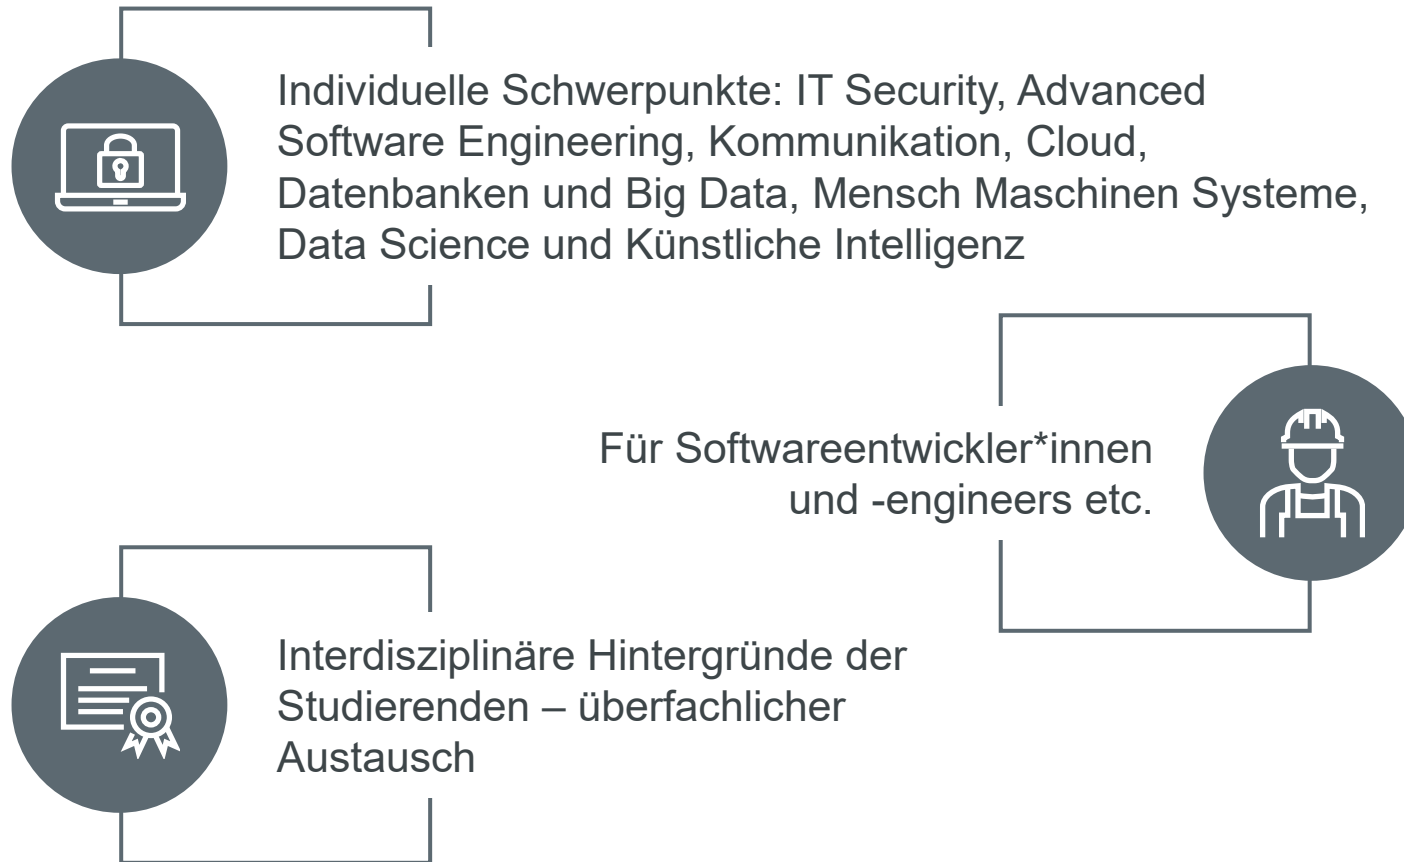 Individuelle Schwerpunkte: IT Security, Advanced
Software Engineering, Kommunikation, Cloud,
Datenbanken und Big Data, Mensch Maschinen Systeme,
Data Science und Künstliche Intelligenz
Für Softwareentwickler*innen
und -engineers etc.
Interdisziplinäre Hintergründe der
Studierenden – überfachlicher
Austausch